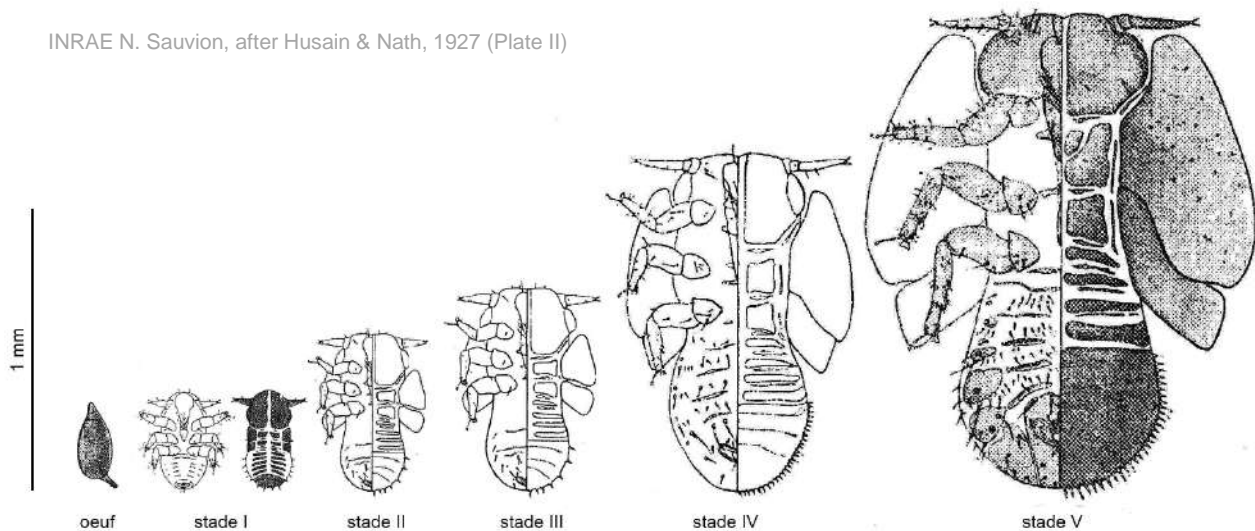 INRAE N. Sauvion, after Husain & Nath, 1927 (Plate II)
1 mm
oeuf
stade I
stade II
stade III
stade IV
stade V